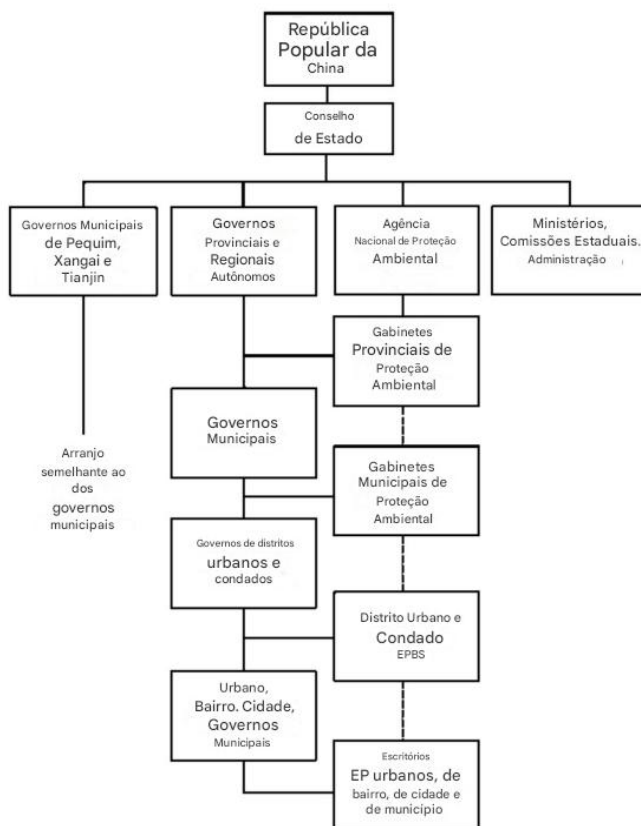 República
Popular da
China
Conselho
de Estado
Governos Municipais
de Pequim,
Xangai e
Tianjin
Governos
Provinciais e
Regionais
Autônomos
Agência
Nacional de Proteção
Ambiental
Ministérios,
Comissões Estaduais.
Administração
Gabinetes
Provinciais de
Proteção
Ambiental
Arranjo
semelhante ao
dos
governos
municipais
Governos
Municipais
Gabinetes
Municipais de
Proteção
Ambiental
Governos de distritos
urbanos e
condados
Distrito Urbano e
Condado
EPBS
Urbano,
Bairro. Cidade,
Governos
Municipais
Escritórios
EP urbanos, de
bairro, de cidade e
de município